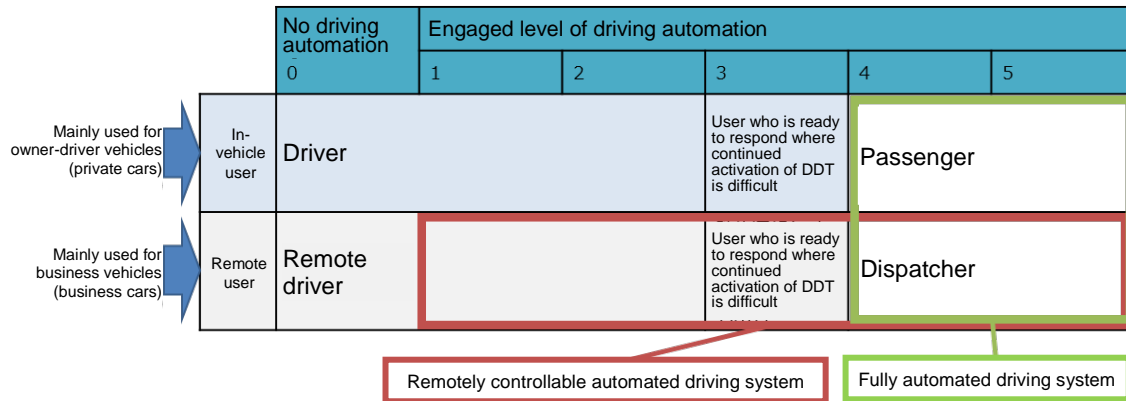 No driving
automation
Engaged level of driving automation
0
1
2
3
4
5
Mainly used for
owner-driver vehicles
(private cars)
In-
vehicle
user
Driver
User who is ready
to respond where
continued
activation of DDT
is difficult
Passenger
Mainly used for
business vehicles
(business cars)
Remote
user
Remote
driver
User who is ready
to respond where
continued
activation of DDT
is difficult
Dispatcher
Remotely controllable automated driving system
Fully automated driving system